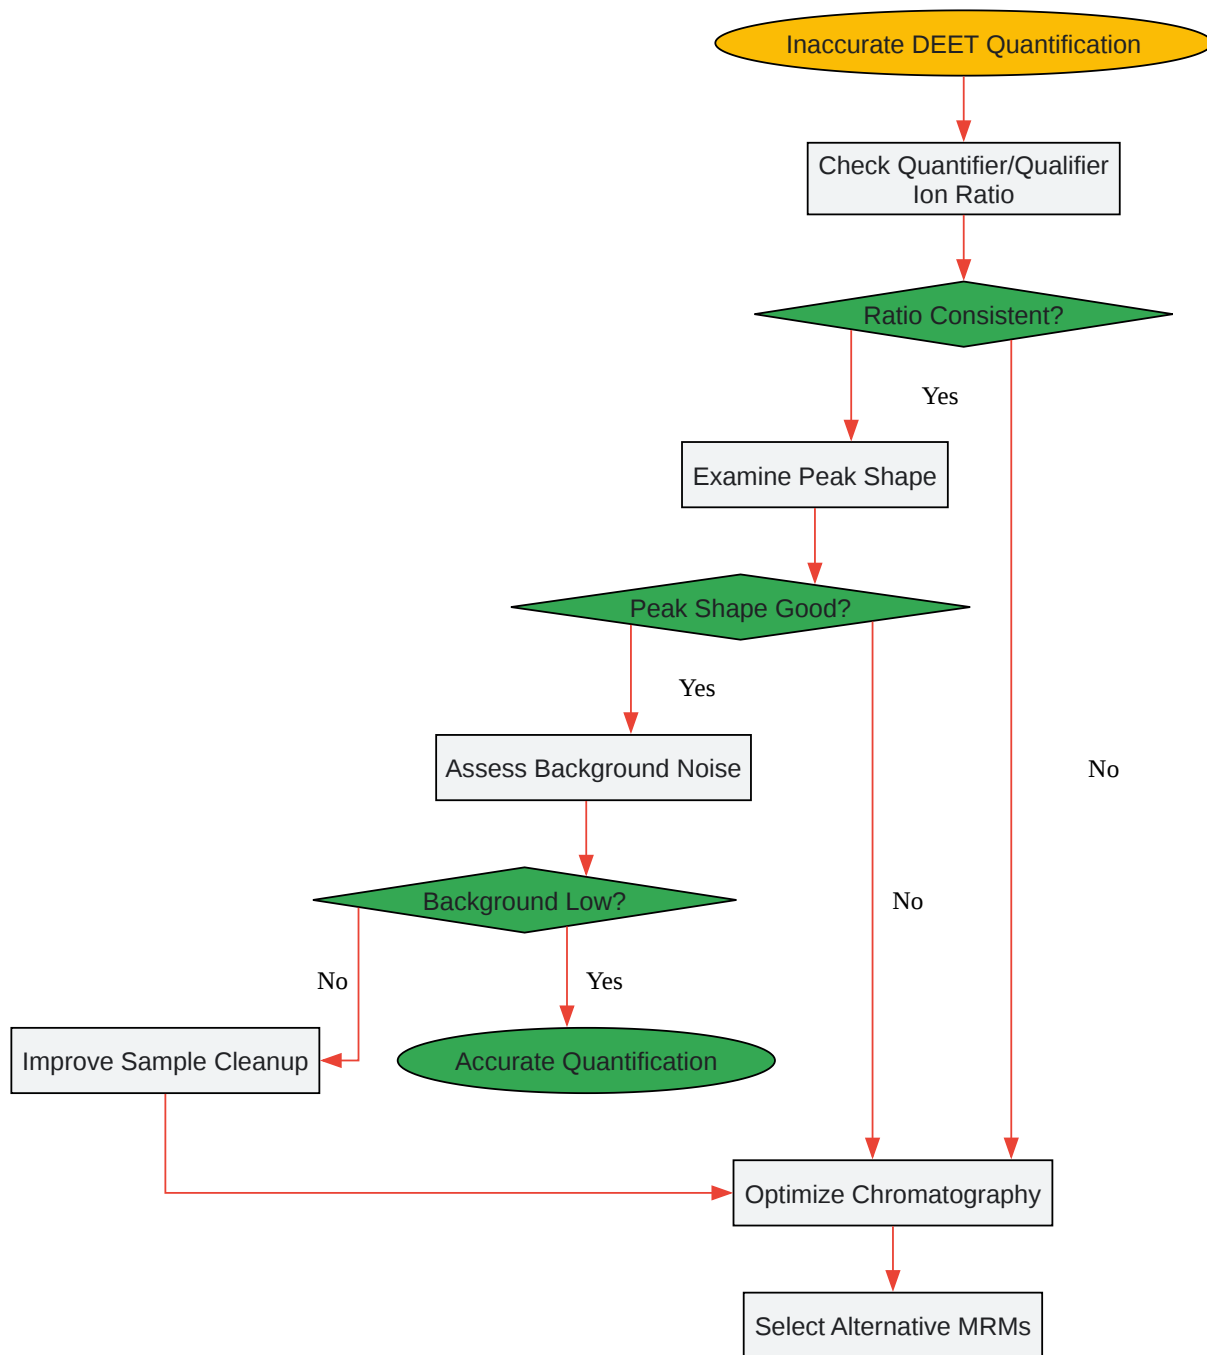 Inaccurate DEET Quantification
Check Quantifier/Qualifier
Ion Ratio
Ratio Consistent?
Yes
Examine Peak Shape
Peak Shape Good?
Yes
Assess Background Noise
No
Background Low?
No
No
Yes
Improve Sample Cleanup
Accurate Quantification
Optimize Chromatography
Select Alternative MRMs